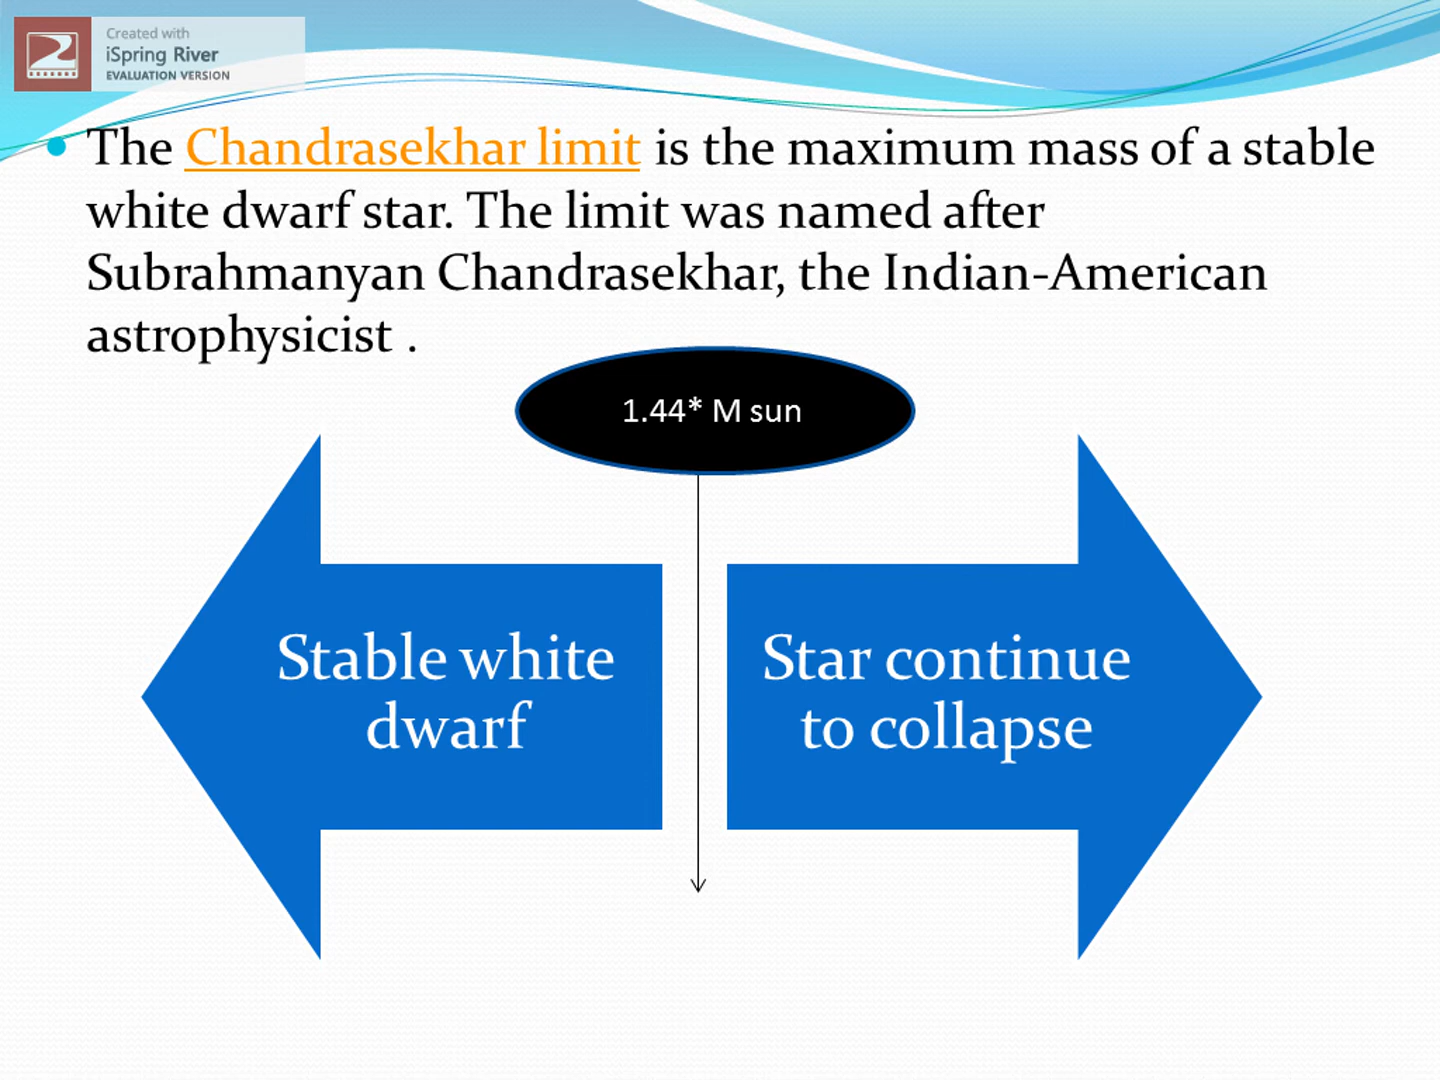 Created with
iSpring River
EVALUATION VERSION
The Chandrasekhar limit is the maximum mass of a stable
white dwarf star. The limit was named after
Subrahmanyan Chandrasekhar, the Indian-American
astrophysicist .
1.44* M sun
Stable white
dwarf
Star continue
to collapse